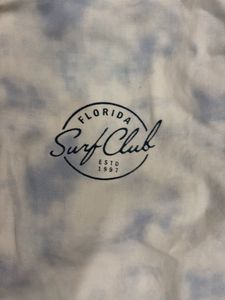 FLORIDA
Surf Club
ESTD
1997